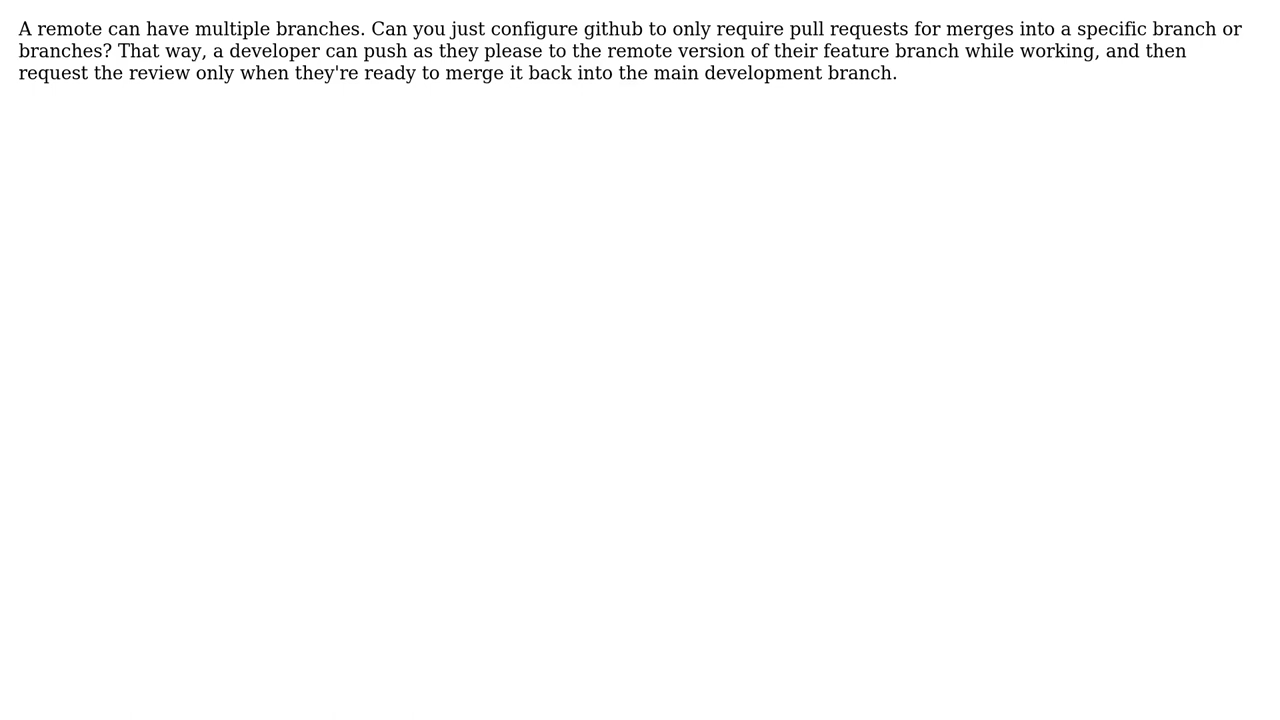 A remote can have multiple branches. Can you just configure github to only require pull requests for merges into a specific branch or
branches? That way, a developer can push as they please to the remote version of their feature branch while working, and then
request the review only when they're ready to merge it back into the main development branch.